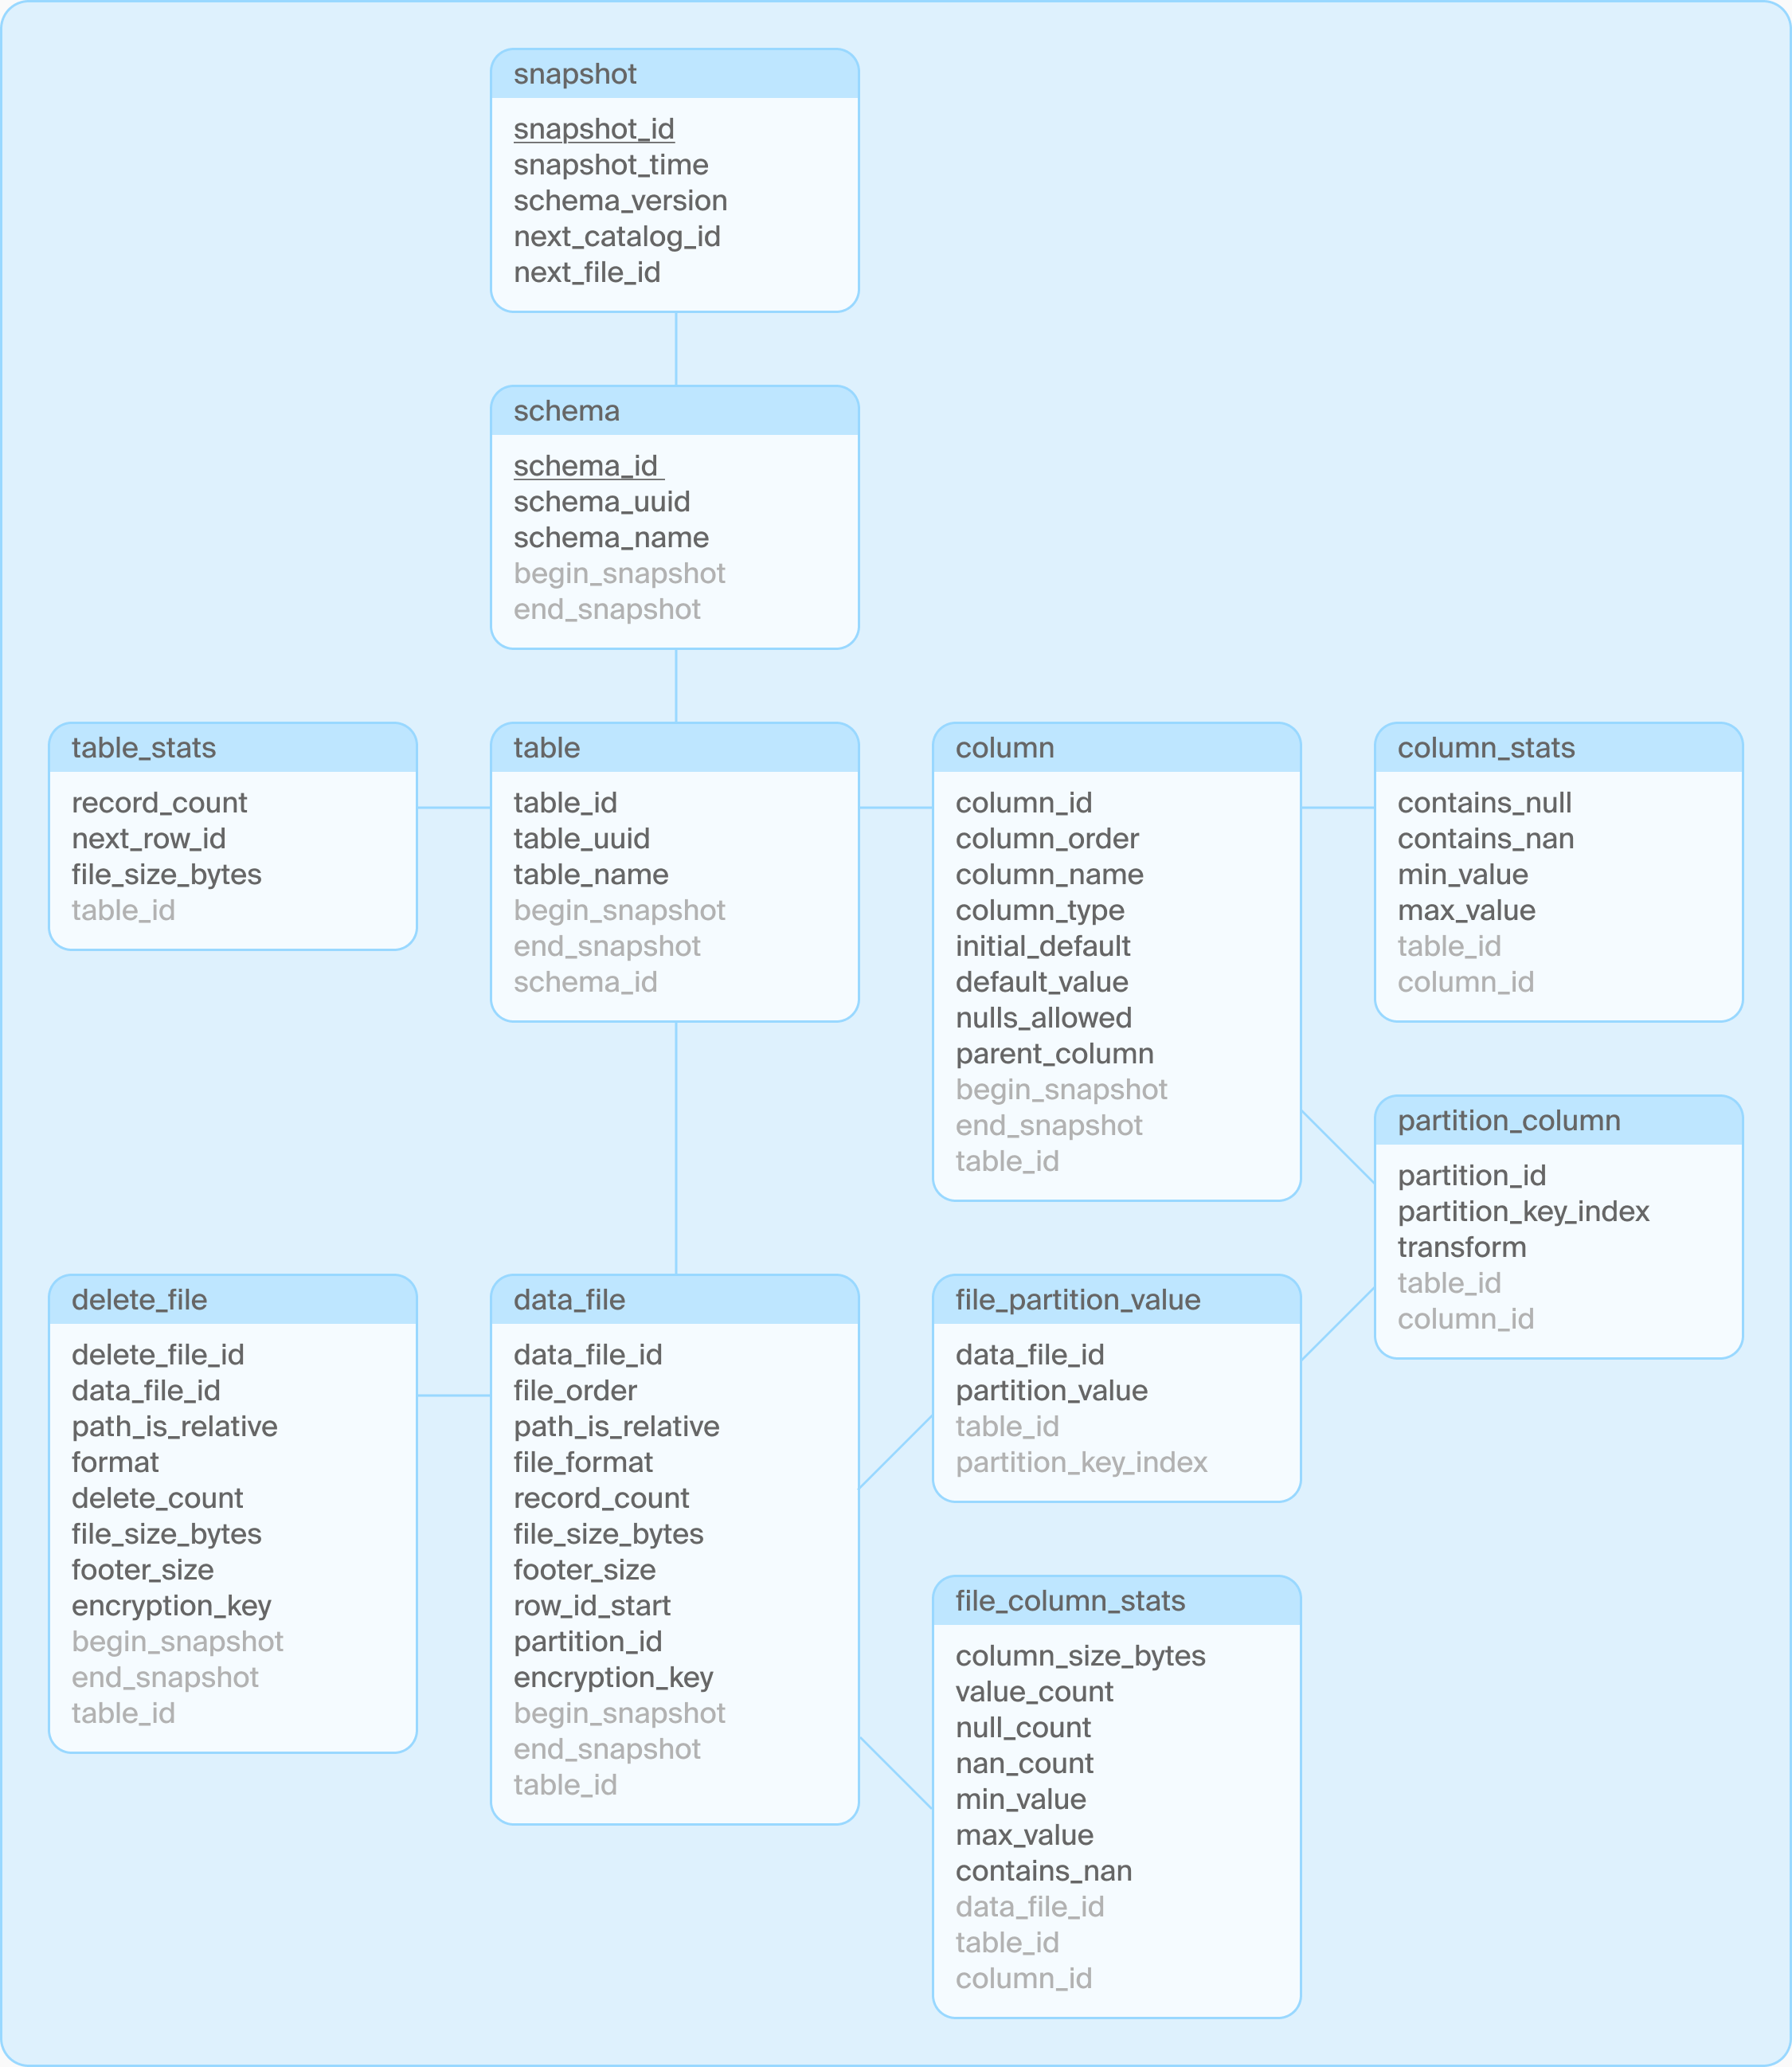 snapshot
snapshot_id
snapshot_time
schema_version
next_catalog_id
next_file_id
schema
schema_id
schema_uuid
schema_name
begin_snapshot
end_snapshot
table_stats
record_count
next_row_id
file_size_bytes
table_id
table
table_id
table_uuid
table_name
begin_snapshot
end_snapshot
schema_id
column
column_id
column_order
column_name
column_type
initial_default
default_value
nulls_allowed
parent_column
begin_snapshot
end_snapshot
table_id
column_stats
contains_null
contains_nan
min_value
max_value
table_id
column_id
partition_column
partition_id
partition_key_index
transform
table_id
column_id
delete_file
delete_file_id
data_file_id
path_is_relative
format
delete_count
file_size_bytes
footer_size
encryption_key
begin_snapshot
end_snapshot
table_id
data_file
data_file_id
file_order
path_is_relative
file_format
record_count
file_size_bytes
footer_size
row_id_start
partition_id
encryption_key
begin_snapshot
end_snapshot
table_id
file_partition_value
data_file_id
partition_value
table_id
partition_key_index
file_column_stats
column_size_bytes
value_count
null_count
nan_count
min_value
max_value
contains_nan
data_file_id
table_id
column_id